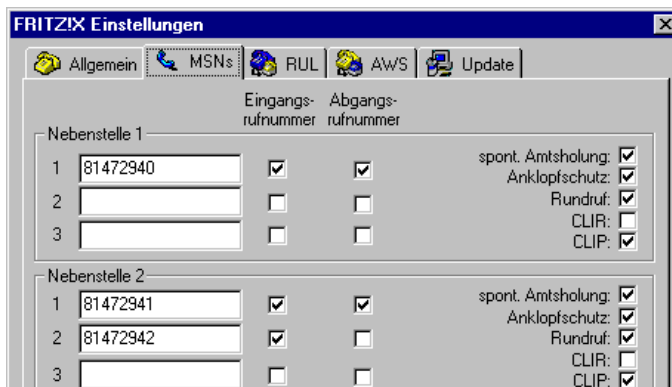 FRITZ!X Einstellungen
Allgemein MSNs RUL AWS Update
Eingangs- Abgangs-
rufnummer rufnummer
Nebenstelle 1
1 81472940 spont. Amtsholung:
Anklopfschutz:
2 Rundruf:
CLIR:
3 CLIP:
Nebenstelle 2
1 81472941 spont. Amtsholung:
Anklopfschutz:
2 81472942 Rundruf:
CLIR:
3 CLIP: